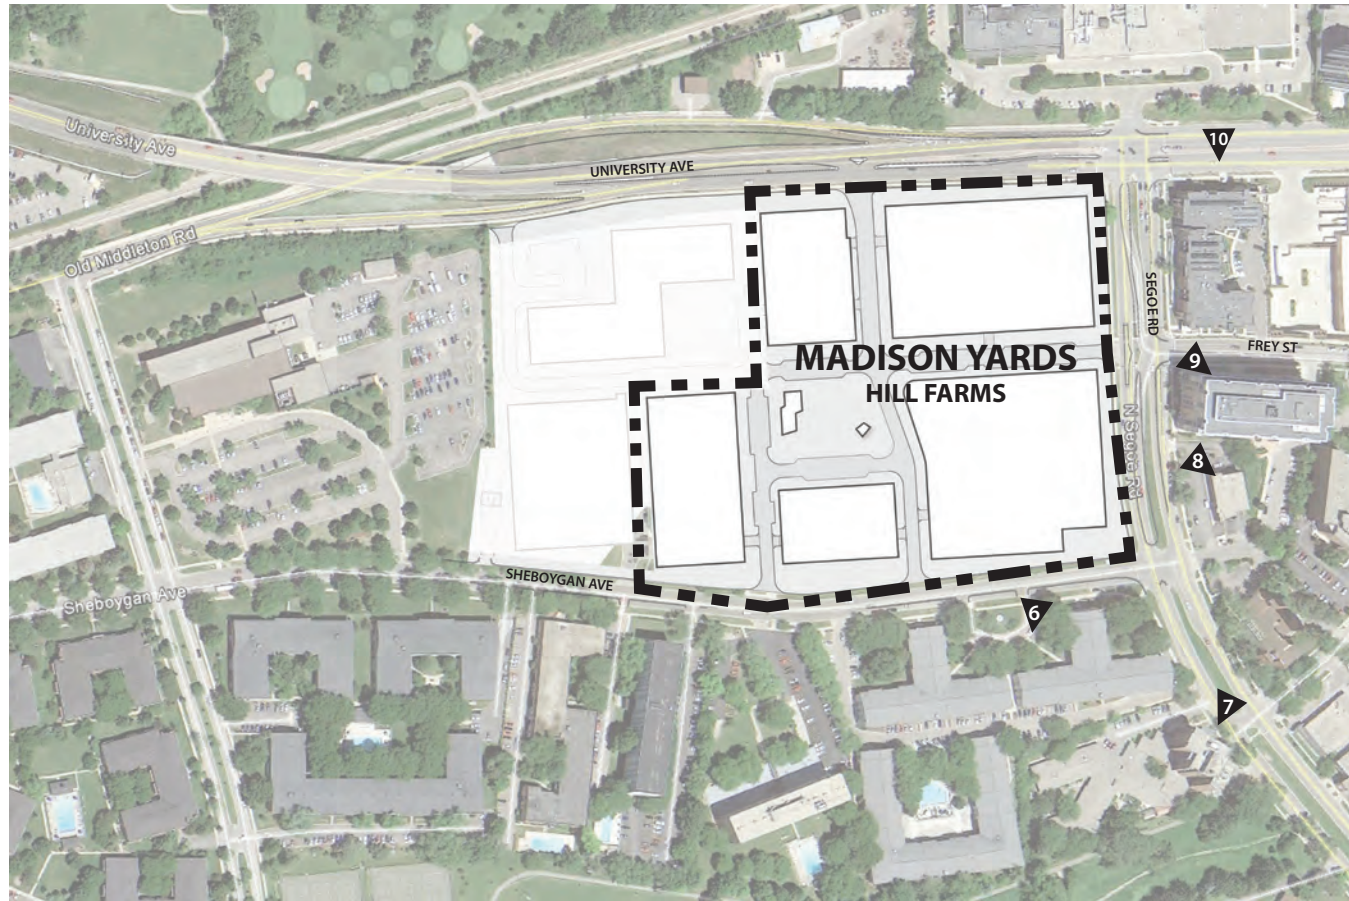 University Ave
10
UNIVERSITY AVE
Old Middleton Rd
SEGOE RD
FREY ST
MADISON YARDS
HILL FARMS
9
N Segoe Rd
8
SHEBOYGAN AVE
Sheboygan Ave
6
7